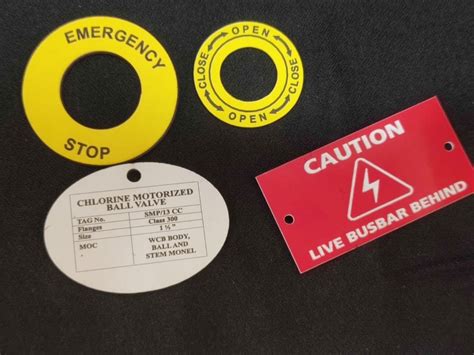 EMERGENCY
STOP
OPEN
CLOSE
CLOSE
OPEN
CHLORINE MOTORIZED
BALL VALVE
TAG No. SMP/13 CC
Flanges Class 300
Size 1 ½"
MOC WCB BODY,
BALL AND
STEM MONEL
CAUTION
LIVE BUSBAR BEHIND